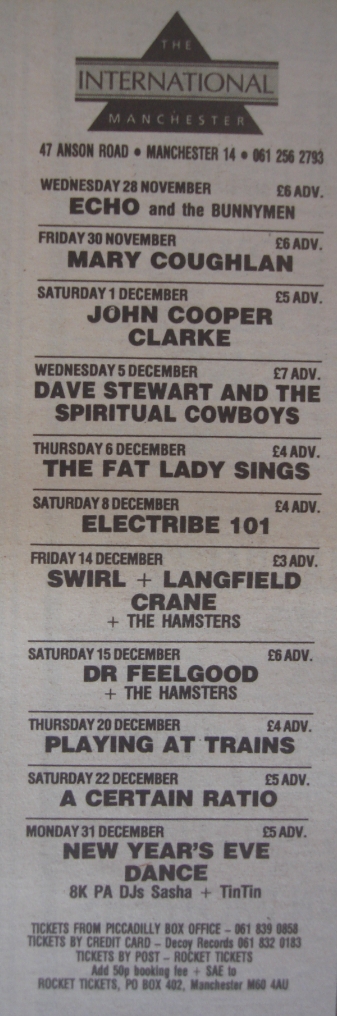 THE
INTERNATIONAL
MANCHESTER
47 ANSON ROAD • MANCHESTER 14 • 061 256 2793
WEDNESDAY 28 NOVEMBER £6 ADV.
ECHO and the BUNNYMEN
FRIDAY 30 NOVEMBER £6 ADV.
MARY COUGHLAN
SATURDAY 1 DECEMBER £5 ADV.
JOHN COOPER
CLARKE
WEDNESDAY 5 DECEMBER £7 ADV.
DAVE STEWART AND THE
SPIRITUAL COWBOYS
THURSDAY 6 DECEMBER £4 ADV.
THE FAT LADY SINGS
SATURDAY 8 DECEMBER £4 ADV.
ELECTRIBE 101
FRIDAY 14 DECEMBER £3 ADV.
SWIRL + LANGFIELD
CRANE
+ THE HAMSTERS
SATURDAY 15 DECEMBER £6 ADV.
DR FEELGOOD
+ THE HAMSTERS
THURSDAY 20 DECEMBER £4 ADV.
PLAYING AT TRAINS
SATURDAY 22 DECEMBER £5 ADV.
A CERTAIN RATIO
MONDAY 31 DECEMBER £5 ADV.
NEW YEAR'S EVE
DANCE
8K PA DJs Sasha + TinTin
TICKETS FROM PICCADILLY BOX OFFICE – 061 839 0858
TICKETS BY CREDIT CARD – Decoy Records 061 832 0183
TICKETS BY POST – ROCKET TICKETS
Add 50p booking fee + SAE to
ROCKET TICKETS, PO BOX 402, Manchester M60 4AU